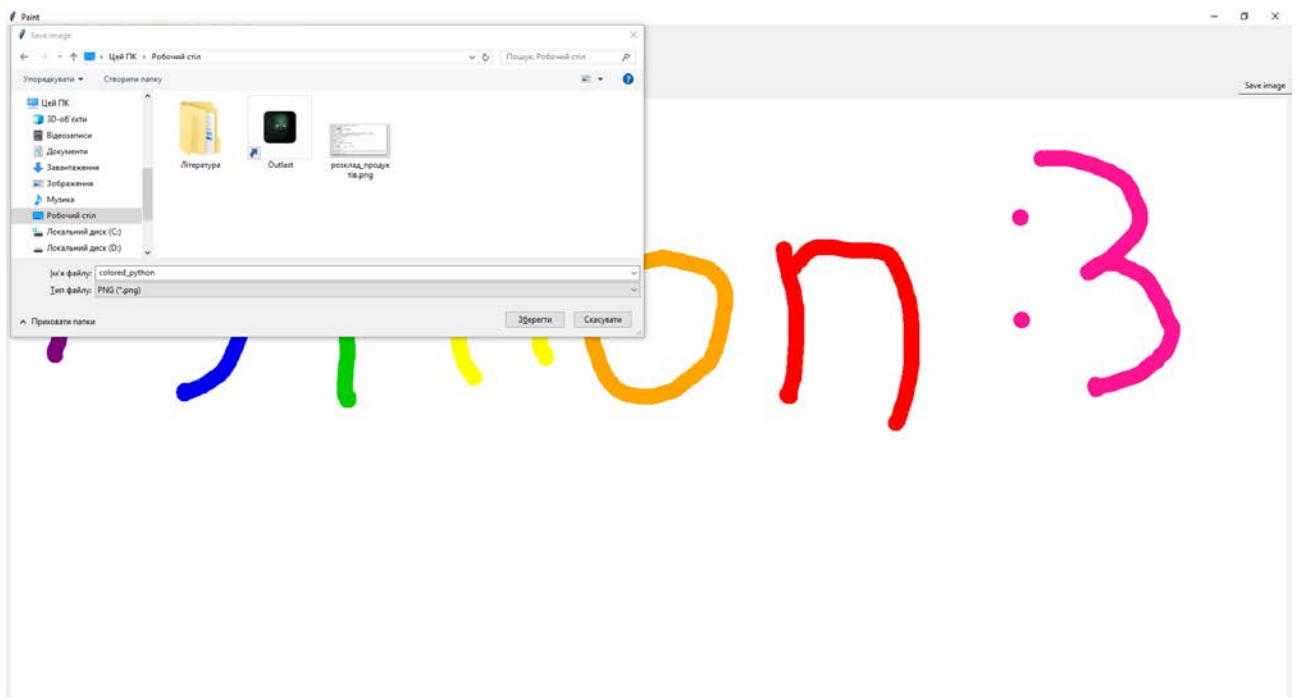 Paint
Save image
Цей ПК › Робочий стіл
Пошук: Робочий стіл
Упорядкувати
Створити папку
Цей ПК
3D-об'єкти
Відеозаписи
Документи
Завантаження
Зображення
Музика
Робочий стіл
Локальний диск (C:)
Локальний диск (D:)
Література
Outlast
розклад_продук
тів.png
Ім'я файлу: colored_python
Тип файлу: PNG (*.png)
Приховати папки
Зберегти
Скасувати
Save image
on :3